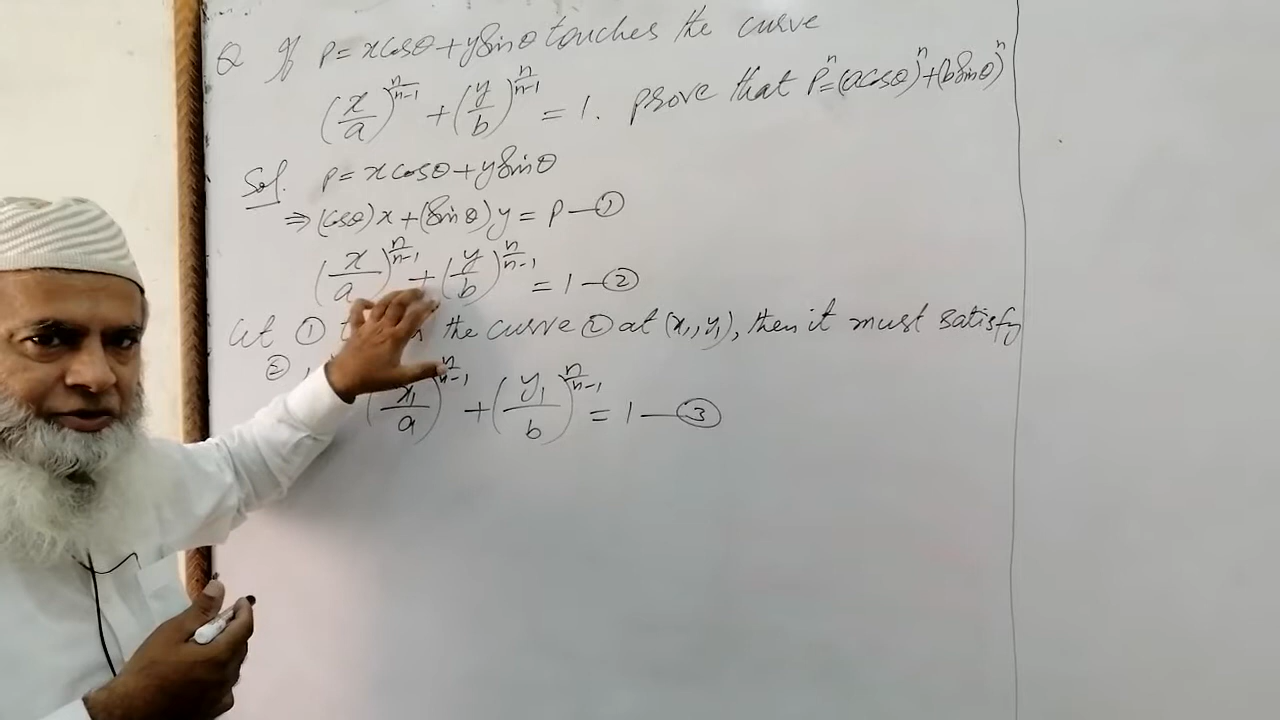 Q If P = x cosθ + y Sinθ touches the curve
(x/a)^(n/n-1) + (y/b)^(n/n-1) = 1. prove that P^n = (a cosθ)^n + (b Sinθ)^n
Sol. P = x cosθ + y Sinθ
⇒ (cosθ)x + (Sinθ)y = P — ①
(x/a)^(n/n-1) + (y/b)^(n/n-1) = 1 — ②
Let ① the curve ② at (x₁, y₁), then it must satisfy
②,
(x₁/a)^(n/n-1) + (y₁/b)^(n/n-1) = 1 — ③